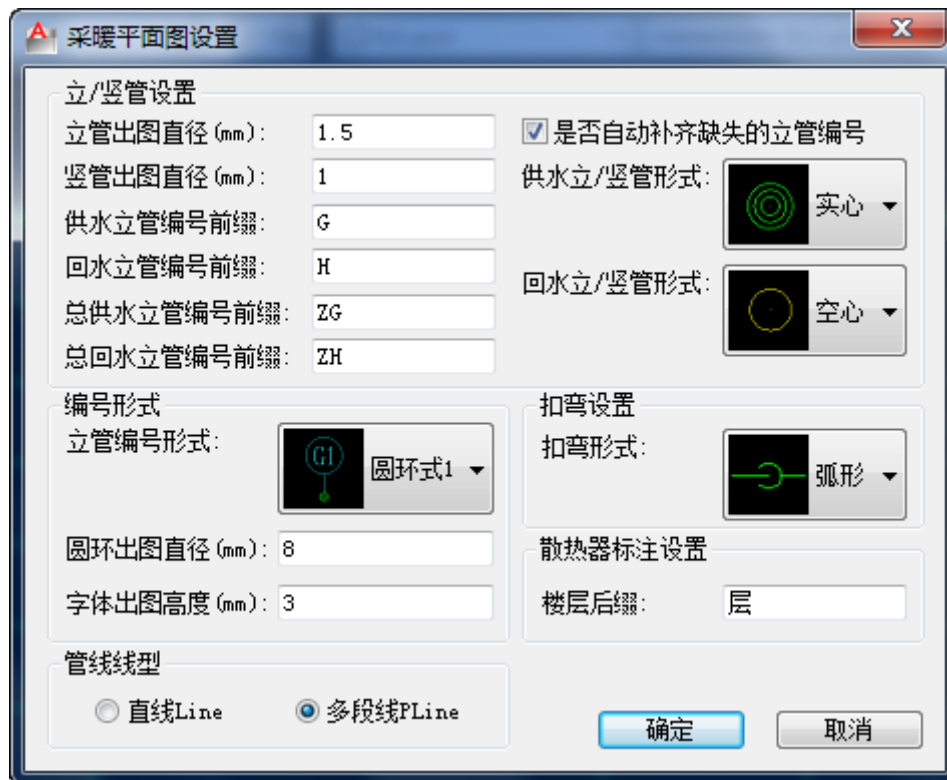 采暖平面图设置
立/竖管设置
立管出图直径(mm): 1.5
是否自动补齐缺失的立管编号
竖管出图直径(mm): 1
供水立/竖管形式: 实心
供水立管编号前缀: G
回水立管编号前缀: H
回水立/竖管形式: 空心
总供水立管编号前缀: ZG
总回水立管编号前缀: ZH
编号形式
立管编号形式: G1 圆环式1
圆环出图直径(mm): 8
字体出图高度(mm): 3
扣弯设置
扣弯形式: 弧形
散热器标注设置
楼层后缀: 层
管线线型
直线Line 多段线PLine
确定 取消